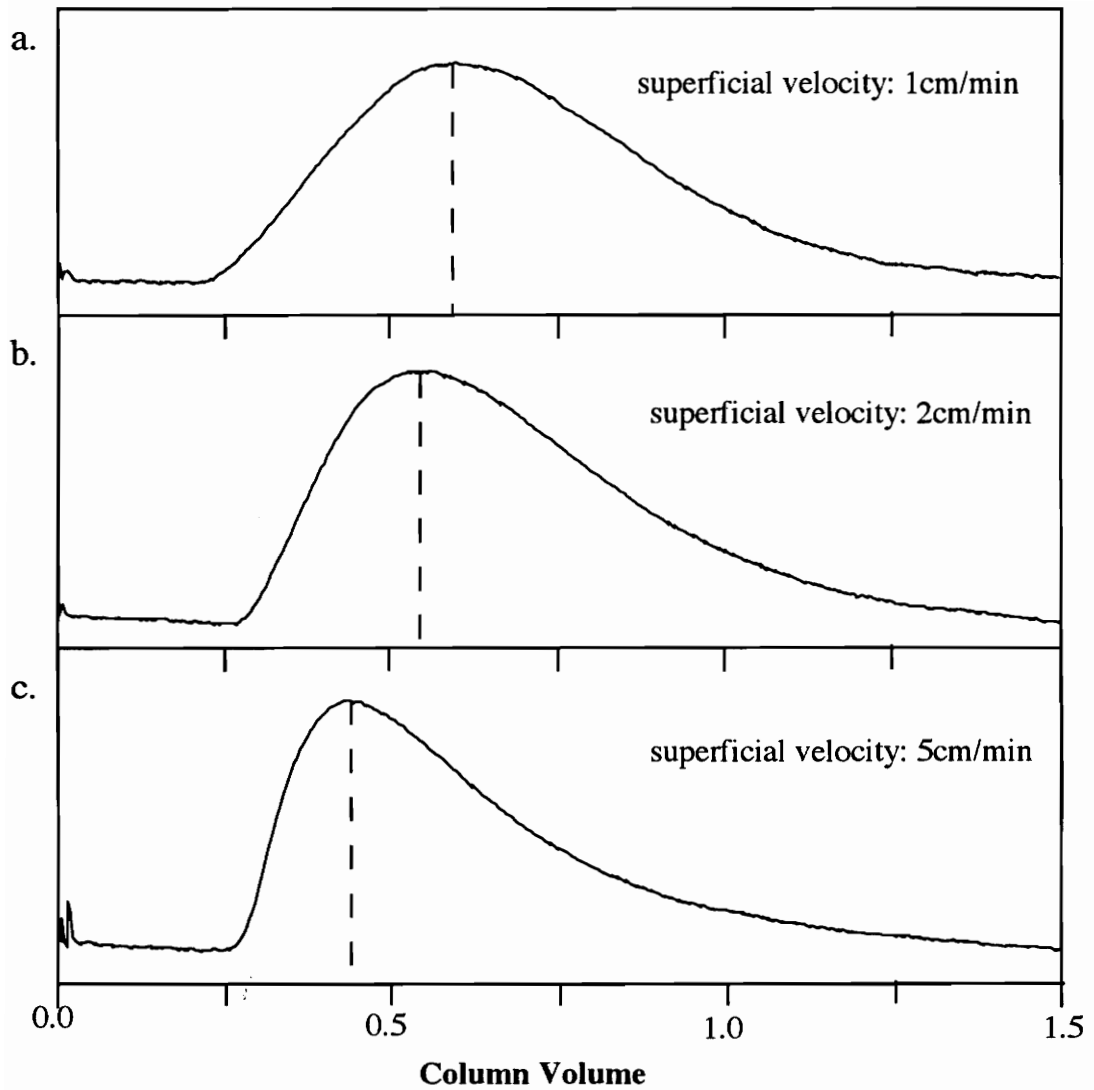 a.
superficial velocity: 1cm/min
b.
superficial velocity: 2cm/min
c.
superficial velocity: 5cm/min
0.0 0.5 1.0 1.5
Column Volume